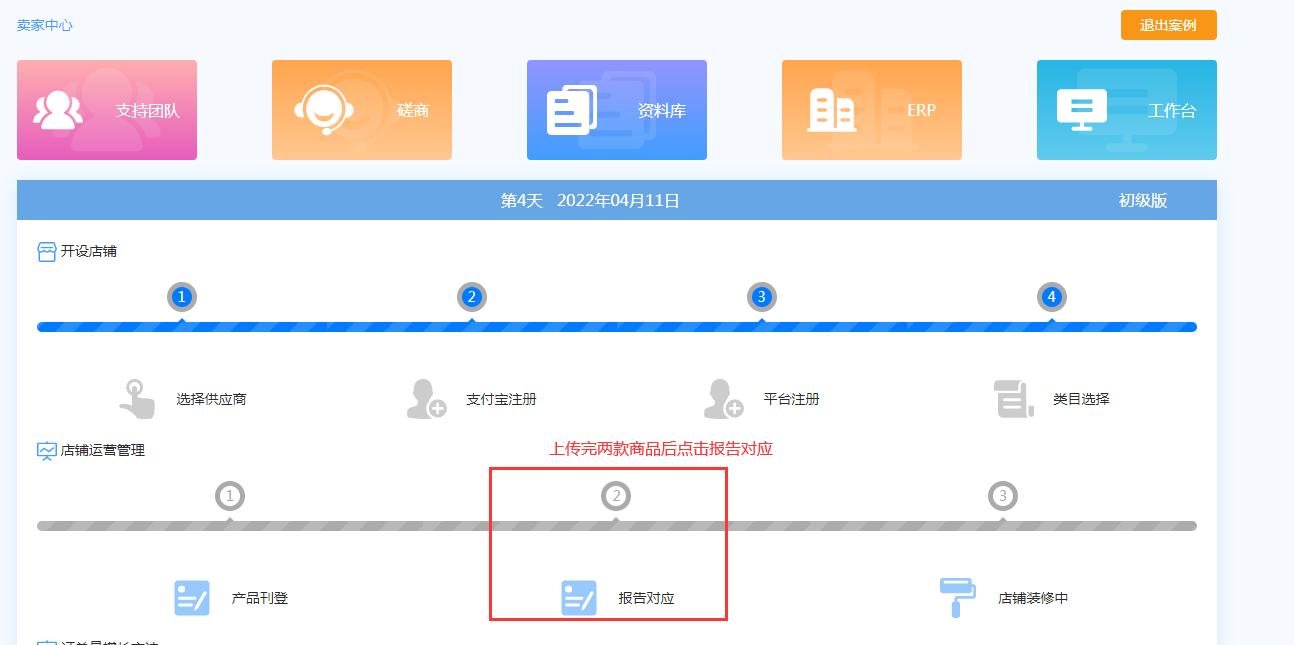 卖家中心
退出案例
支持团队
磋商
资料库
ERP
工作台
第4天 2022年04月11日
初级版
开设店铺
1
2
3
4
选择供应商
支付宝注册
平台注册
类目选择
店铺运营管理
上传完两款商品后点击报告对应
1
2
3
产品刊登
报告对应
店铺装修中